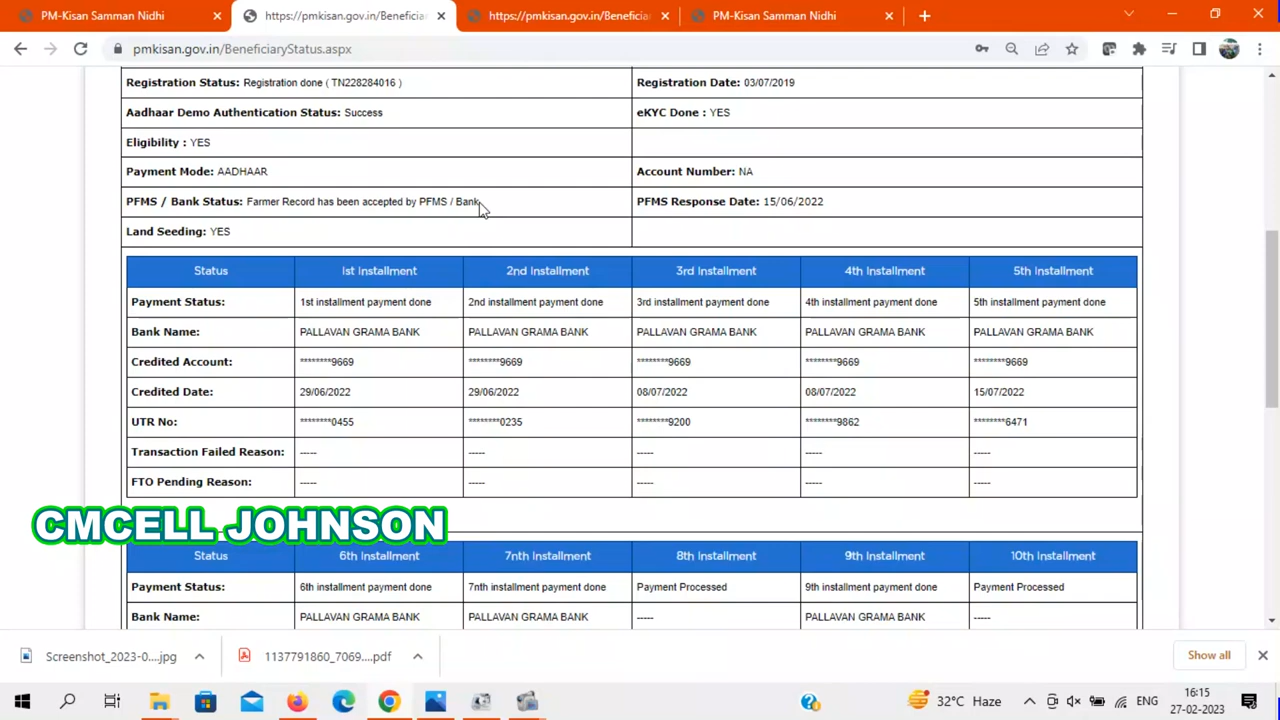 PM-Kisan Samman Nidhi
https://pmkisan.gov.in/Beneficia
https://pmkisan.gov.in/Beneficia
PM-Kisan Samman Nidhi
pmkisan.gov.in/BeneficiaryStatus.aspx
Registration Status: Registration done ( TN228284016 ) Registration Date: 03/07/2019
Aadhaar Demo Authentication Status: Success eKYC Done : YES
Eligibility : YES
Payment Mode: AADHAAR Account Number: NA
PFMS / Bank Status: Farmer Record has been accepted by PFMS / Bank PFMS Response Date: 15/06/2022
Land Seeding: YES
Status 1st Installment 2nd Installment 3rd Installment 4th Installment 5th Installment
Payment Status: 1st installment payment done 2nd installment payment done 3rd installment payment done 4th installment payment done 5th installment payment done
Bank Name: PALLAVAN GRAMA BANK PALLAVAN GRAMA BANK PALLAVAN GRAMA BANK PALLAVAN GRAMA BANK PALLAVAN GRAMA BANK
Credited Account: ********9669 ********9669 ********9669 ********9669 ********9669
Credited Date: 29/06/2022 29/06/2022 08/07/2022 08/07/2022 15/07/2022
UTR No: ********0455 ********0235 ********9200 ********9862 ********6471
Transaction Failed Reason: ----- ----- ----- ----- -----
FTO Pending Reason: ----- ----- ----- ----- -----
CMCELL JOHNSON
Status 6th Installment 7nth Installment 8th Installment 9th Installment 10th Installment
Payment Status: 6th installment payment done 7nth installment payment done Payment Processed 9th installment payment done Payment Processed
Bank Name: PALLAVAN GRAMA BANK PALLAVAN GRAMA BANK ----- PALLAVAN GRAMA BANK -----
Screenshot_2023-0....jpg 1137791860_7069....pdf Show all
32°C Haze ENG 16:15
27-02-2023